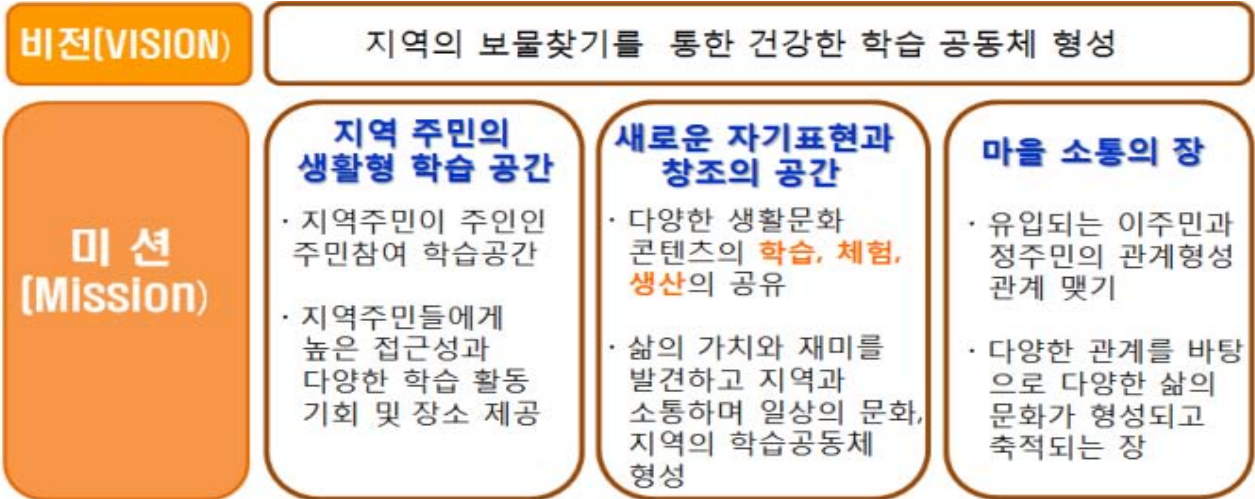 비전(VISION)
지역의 보물찾기를 통한 건강한 학습 공동체 형성
미 션
(Mission)
지역 주민의
생활형 학습 공간
· 지역주민이 주인인
주민참여 학습공간
· 지역주민들에게
높은 접근성과
다양한 학습 활동
기회 및 장소 제공
새로운 자기표현과
창조의 공간
· 다양한 생활문화
콘텐츠의 학습, 체험,
생산의 공유
· 삶의 가치와 재미를
발견하고 지역과
소통하며 일상의 문화,
지역의 학습공동체
형성
마을 소통의 장
· 유입되는 이주민과
정주민의 관계형성
관계 맺기
· 다양한 관계를 바탕
으로 다양한 삶의
문화가 형성되고
축적되는 장